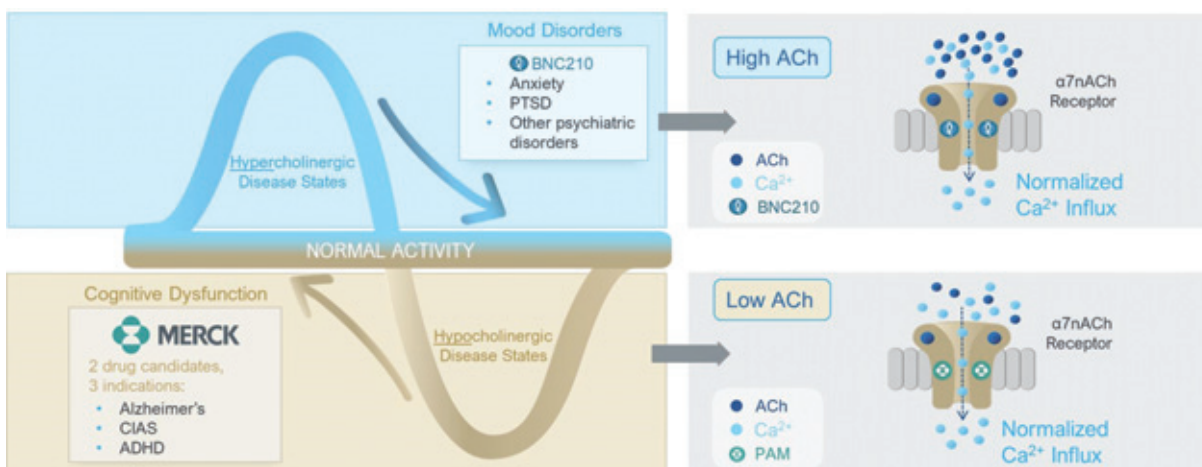 Mood Disorders
BNC210
• Anxiety
• PTSD
• Other psychiatric
disorders
Hypercholinergic
Disease States
High ACh
α7nACh
Receptor
ACh
Ca²⁺
BNC210
Normalized
Ca²⁺ Influx
NORMAL ACTIVITY
Cognitive Dysfunction
MERCK
2 drug candidates,
3 indications:
• Alzheimer's
• CIAS
• ADHD
Hypocholinergic
Disease States
Low ACh
α7nACh
Receptor
ACh
Ca²⁺
PAM
Normalized
Ca²⁺ Influx